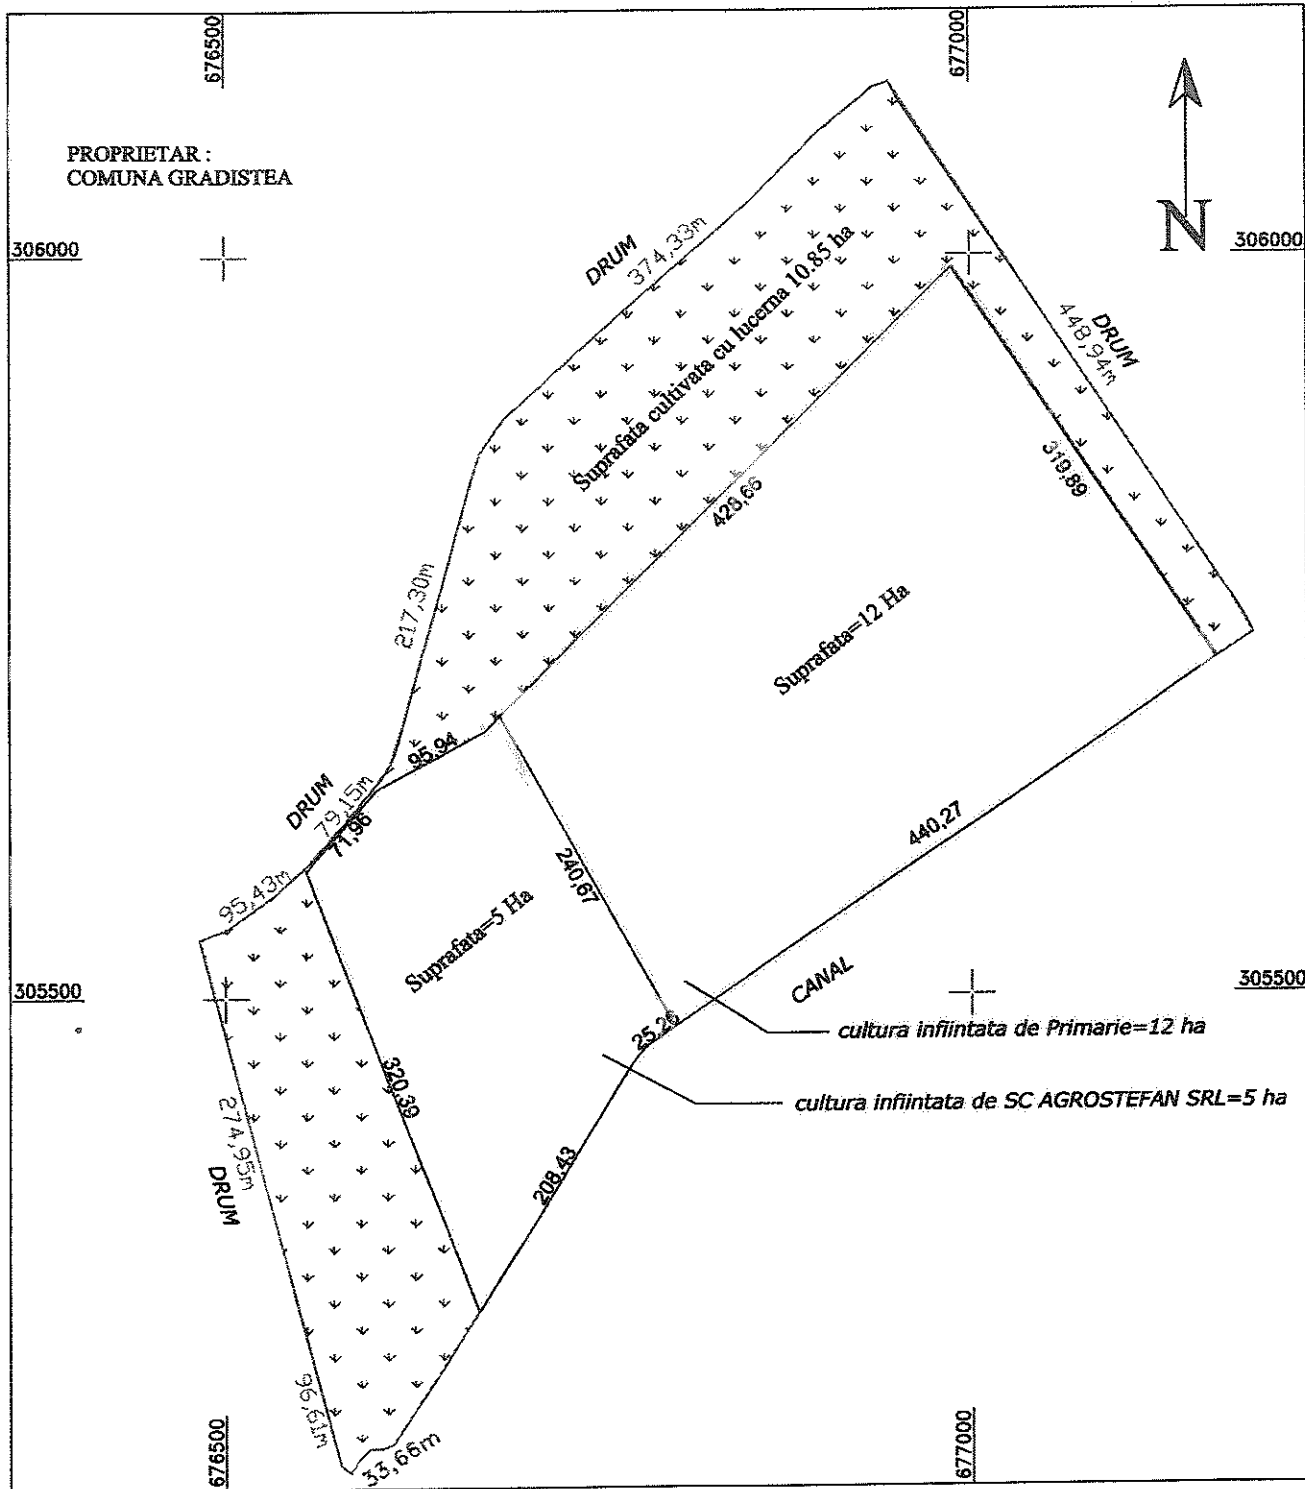 676500
677000
PROPRIETAR :
COMUNA GRADISTEA
N
306000
306000
DRUM
374,33m
Suprafata cultivata cu lucerna 10.85 ha
DRUM
448,94m
319,89
428,66
217,30m
Suprafata=12 Ha
95,94
DRUM
79,15m
71,96
440,27
240,67
95,43m
Suprafata=5 Ha
CANAL
305500
305500
cultura infiintata de Primarie=12 ha
320,39
cultura infiintata de SC AGROSTEFAN SRL=5 ha
274,95m
DRUM
208,43
96,61m
33,66m
676500
677000